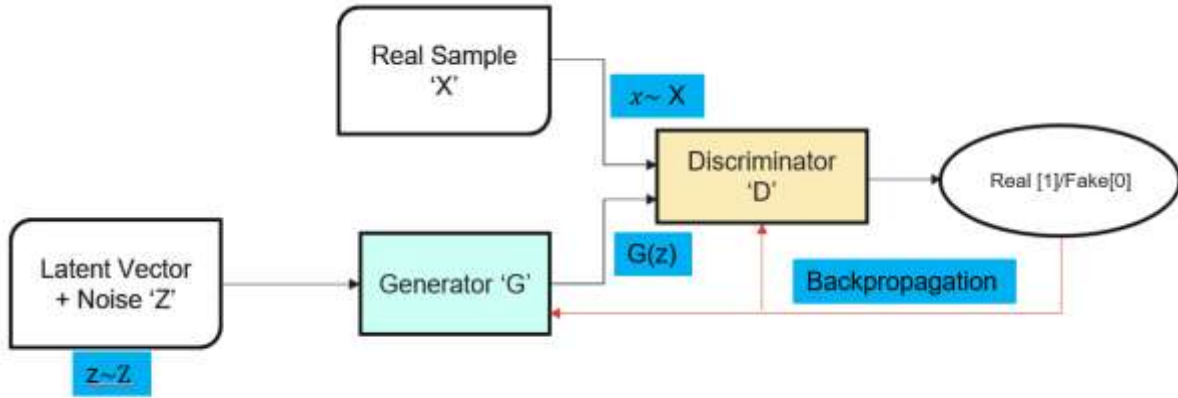 Real Sample
‘X’
x~ X
Discriminator
‘D’
Real [1]/Fake[0]
Latent Vector
+ Noise ‘Z’
Generator ‘G’
G(z)
Backpropagation
z~Z